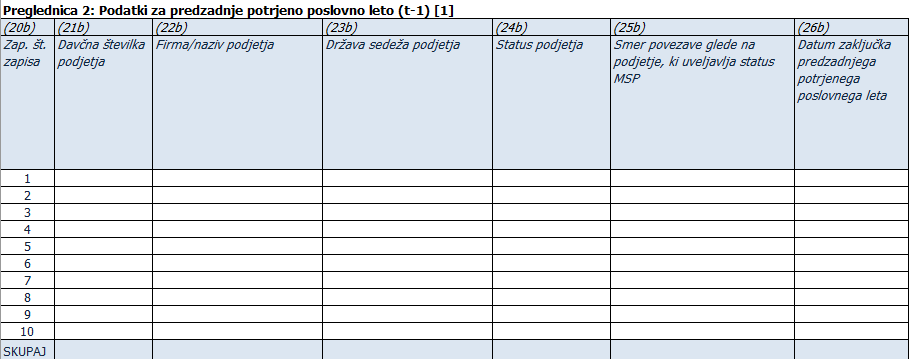 Preglednica 2: Podatki za predzadnje potrjeno poslovno leto (t-1) [1]
(20b) (21b) (22b) (23b) (24b) (25b) (26b)
Zap. št. zapisa
Davčna številka podjetja
Firma/naziv podjetja
Država sedeža podjetja
Status podjetja
Smer povezave glede na podjetje, ki uveljavlja status MSP
Datum zaključka predzadnjega potrjenega poslovnega leta
1
2
3
4
5
6
7
8
9
10
SKUPAJ